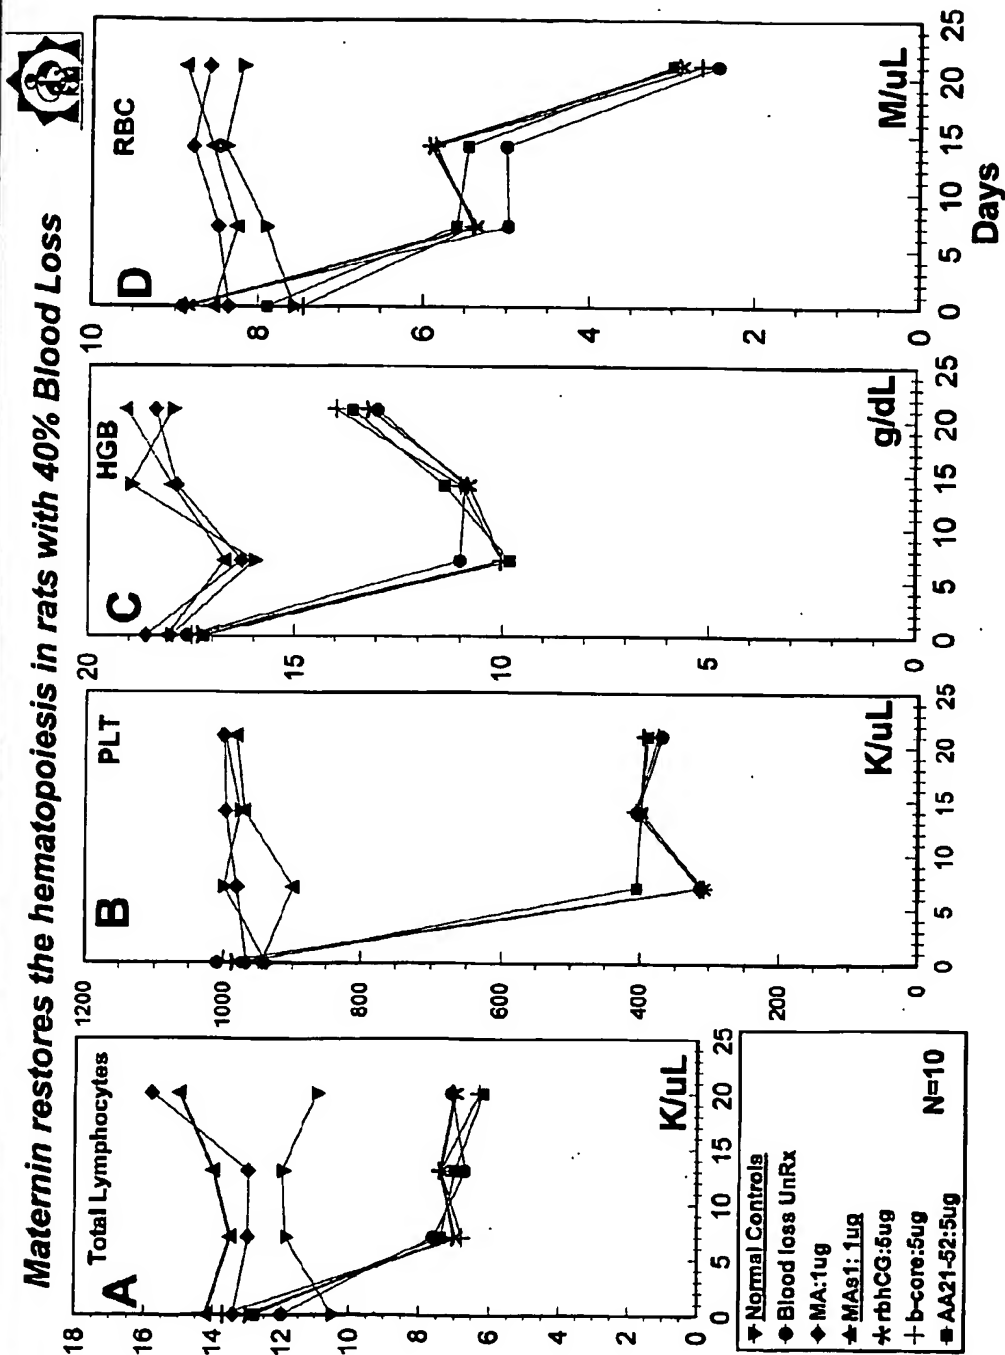 Maternin restores the hematopoiesis in rats with 40% Blood Loss
A
Total Lymphocytes
18
16
14
12
10
8
6
4
2
0
0 5 10 15 20 25
K/uL
B
PLT
1200
1000
800
600
400
200
0
0 5 10 15 20 25
K/uL
C
HGB
20
15
10
5
0
0 5 10 15 20 25
g/dL
D
RBC
10
8
6
4
2
0
0 5 10 15 20 25
M/uL
Days
Normal Controls
Blood loss UnRx
MA:1ug
MAs1: 1ug
rbhCG:5ug
b-core:5ug
AA21-52:5ug
N=10